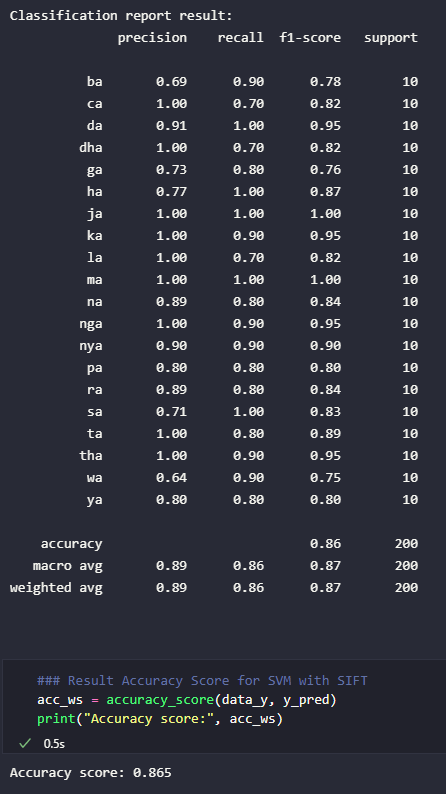 Classification report result:
precision recall f1-score support
ba 0.69 0.90 0.78 10
ca 1.00 0.70 0.82 10
da 0.91 1.00 0.95 10
dha 1.00 0.70 0.82 10
ga 0.73 0.80 0.76 10
ha 0.77 1.00 0.87 10
ja 1.00 1.00 1.00 10
ka 1.00 0.90 0.95 10
la 1.00 0.70 0.82 10
ma 1.00 1.00 1.00 10
na 0.89 0.80 0.84 10
nga 1.00 0.90 0.95 10
nya 0.90 0.90 0.90 10
pa 0.80 0.80 0.80 10
ra 0.89 0.80 0.84 10
sa 0.71 1.00 0.83 10
ta 1.00 0.80 0.89 10
tha 1.00 0.90 0.95 10
wa 0.64 0.90 0.75 10
ya 0.80 0.80 0.80 10
accuracy 0.86 200
macro avg 0.89 0.86 0.87 200
weighted avg 0.89 0.86 0.87 200
### Result Accuracy Score for SVM with SIFT
acc_ws = accuracy_score(data_y, y_pred)
print("Accuracy score:", acc_ws)
✓ 0.5s
Accuracy score: 0.865